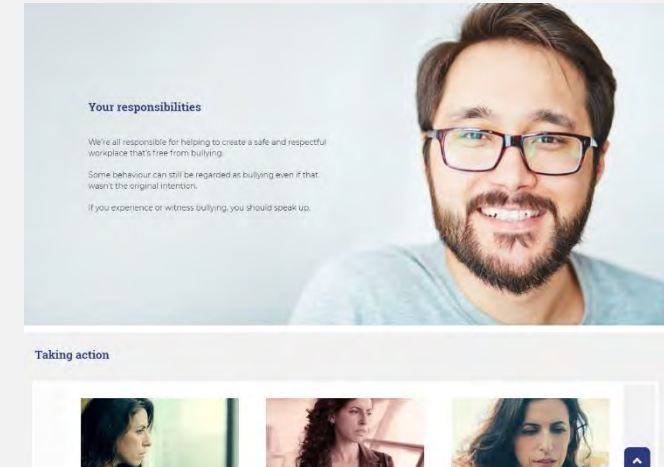 Your responsibilities
We're all responsible for helping to create a safe and respectful
workplace that's free from bullying.
Some behaviour can still be regarded as bullying even if that
wasn't the original intention.
If you experience or witness bullying, you should speak up.
Taking action